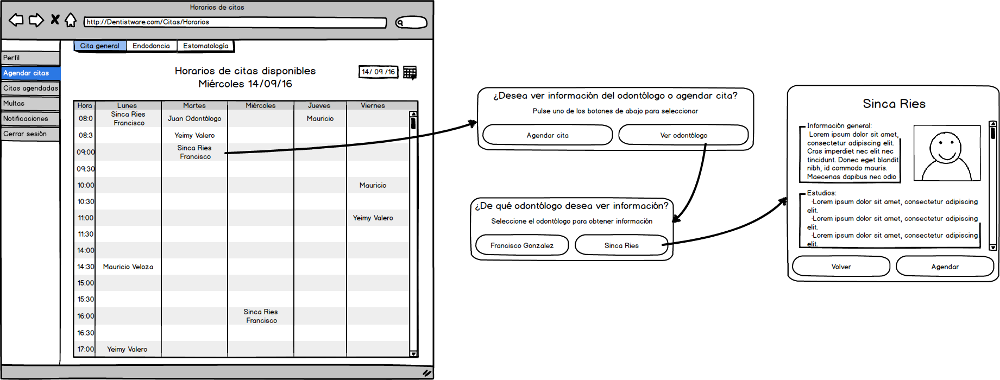 Horarios de citas
http://Dentistware.com/Citas/Horarios
Cita general Endodoncia Estomatología
Perfil
Agendar citas
Citas agendadas
Multas
Notificaciones
Cerrar sesión
Horarios de citas disponibles
Miércoles 14/09/16
14/ 09 /16
Hora Lunes Martes Miércoles Jueves Viernes
08:0 Sinca Ries Francisco Juan Odontólogo Mauricio
08:3 Yeimy Valero
09:00 Sinca Ries Francisco
09:30
10:00 Mauricio
10:30
11:00 Yeimy Valero
11:30
14:00
14:30 Mauricio Veloza
15:00
15:30
16:00 Sinca Ries Francisco
16:30
17:00 Yeimy Valero
¿Desea ver información del odontólogo o agendar cita?
Pulse uno de los botones de abajo para seleccionar
Agendar cita Ver odontólogo
¿De qué odontólogo desea ver información?
Seleccione el odontólogo para obtener información
Francisco Gonzalez Sinca Ries
Sinca Ries
Información general:
Lorem ipsum dolor sit amet,
consectetur adipiscing elit.
Cras imperdiet nec elit nec
tincidunt. Donec eget blandit
nibh, id commodo mauris.
Maecenas dapibus nec odio
Estudios:
·Lorem ipsum dolor sit amet, consectetur adipiscing
elit.
·Lorem ipsum dolor sit amet, consectetur adipiscing
elit.
·Lorem ipsum dolor sit amet, consectetur adipiscing
elit.
Volver Agendar